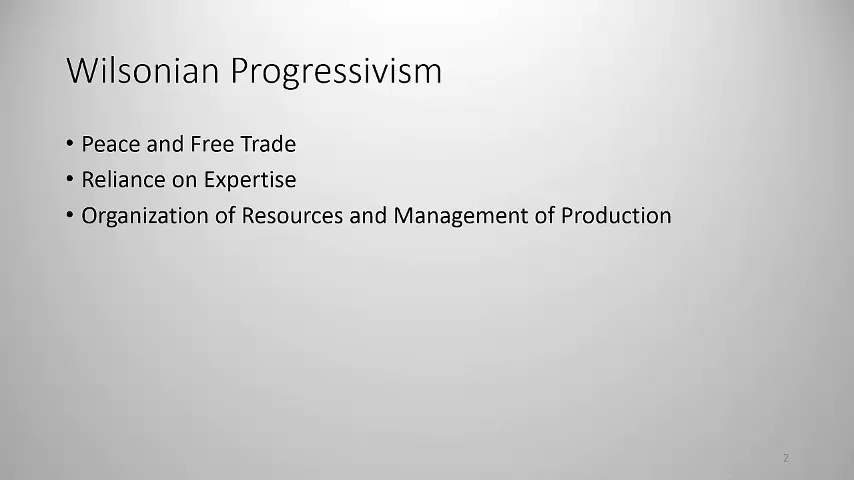 Wilsonian Progressivism
• Peace and Free Trade
• Reliance on Expertise
• Organization of Resources and Management of Production
2